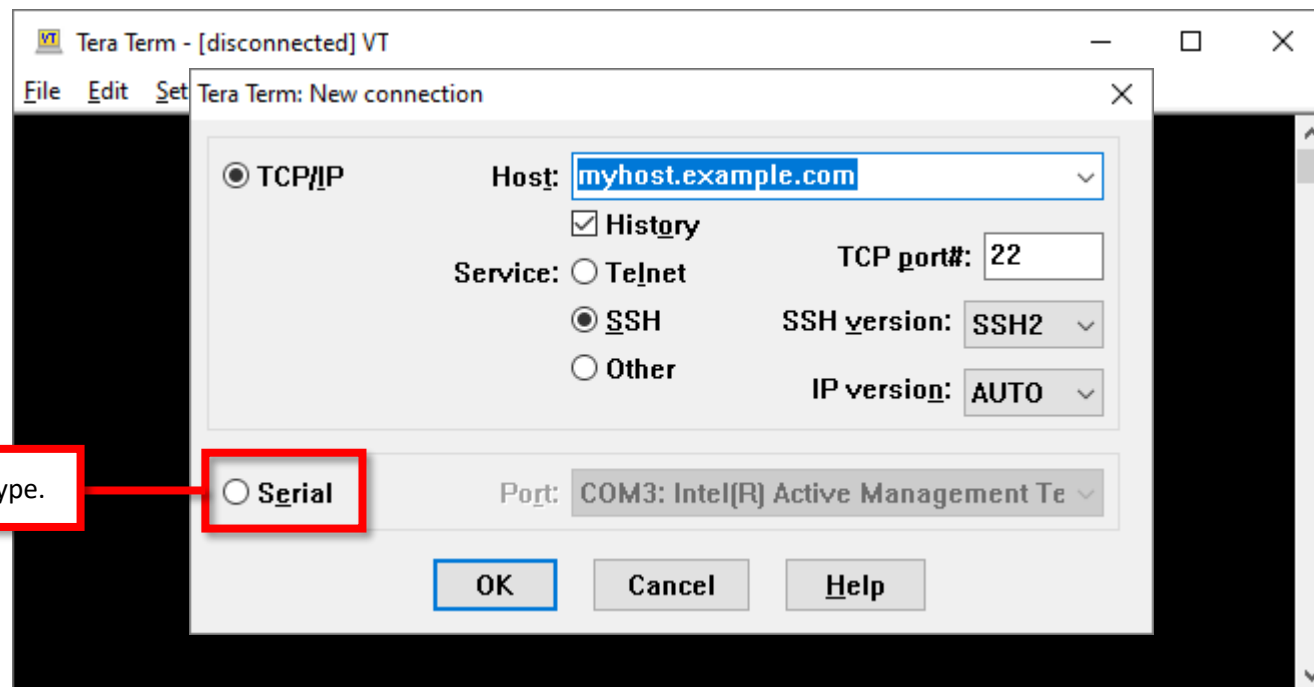 VT Tera Term - [disconnected] VT
File Edit Set
Tera Term: New connection
TCP/IP Host: myhost.example.com
History
Service: Telnet TCP port#: 22
SSH SSH version: SSH2
Other IP version: AUTO
ype.
Serial Port: COM3: Intel(R) Active Management Te
OK Cancel Help